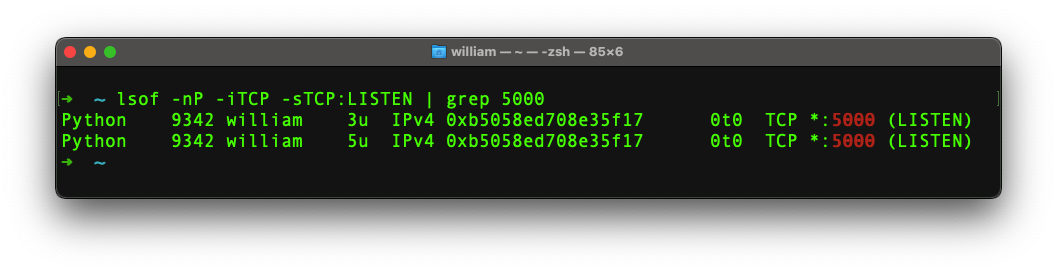 william — ~ — -zsh — 85×6
➜  ~ lsof -nP -iTCP -sTCP:LISTEN | grep 5000
Python    9342 william    3u  IPv4 0xb5058ed708e35f17      0t0  TCP *:5000 (LISTEN)
Python    9342 william    5u  IPv4 0xb5058ed708e35f17      0t0  TCP *:5000 (LISTEN)
➜  ~